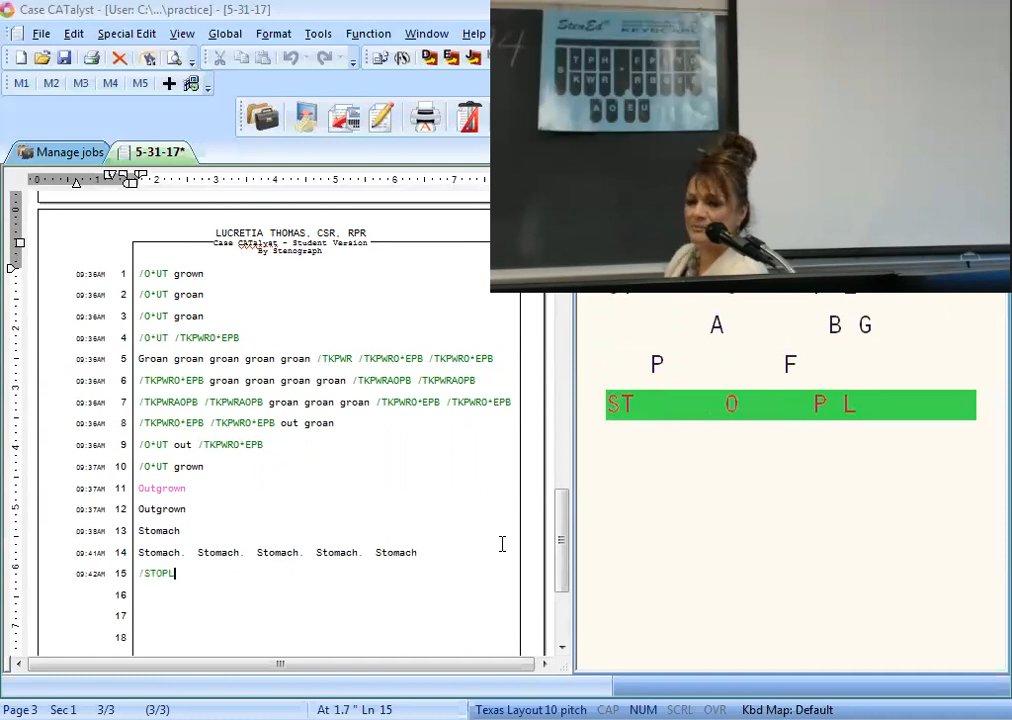 Case CATalyst - [User: C:\...\practice] - [5-31-17]
File Edit Special Edit View Global Format Tools Function Window Help
M1 M2 M3 M4 M5
Manage jobs 5-31-17*
LUCRETIA THOMAS, CSR, RPR
Case CATalyst - Student Version
By Stenograph
09:36AM 1 /O*UT grown
09:36AM 2 /O*UT groan
09:36AM 3 /O*UT groan
09:36AM 4 /O*UT /TKPWRO*EPB
09:36AM 5 Groan groan groan groan groan /TKPWR /TKPWRO*EPB /TKPWRO*EPB
09:36AM 6 /TKPWRO*EPB groan groan groan groan /TKPWRAOPB /TKPWRAOPB
09:36AM 7 /TKPWRAOPB /TKPWRAOPB groan groan groan /TKPWRO*EPB /TKPWRO*EPB
09:36AM 8 /TKPWRO*EPB /TKPWRO*EPB out groan
09:36AM 9 /O*UT out /TKPWRO*EPB
09:37AM 10 /O*UT grown
09:37AM 11 Outgrown
09:37AM 12 Outgrown
09:38AM 13 Stomach
09:41AM 14 Stomach. Stomach. Stomach. Stomach. Stomach
09:42AM 15 /STOPL
16
17
18
StenEd
KEYBOARD
S T P H * F P L T D
K W R R B
A O E U
A B G
P F
ST O P L
Page 3 Sec 1 3/3 (3/3) At 1.7 " Ln 15 Texas Layout 10 pitch CAP NUM SCRL OVR Kbd Map: Default